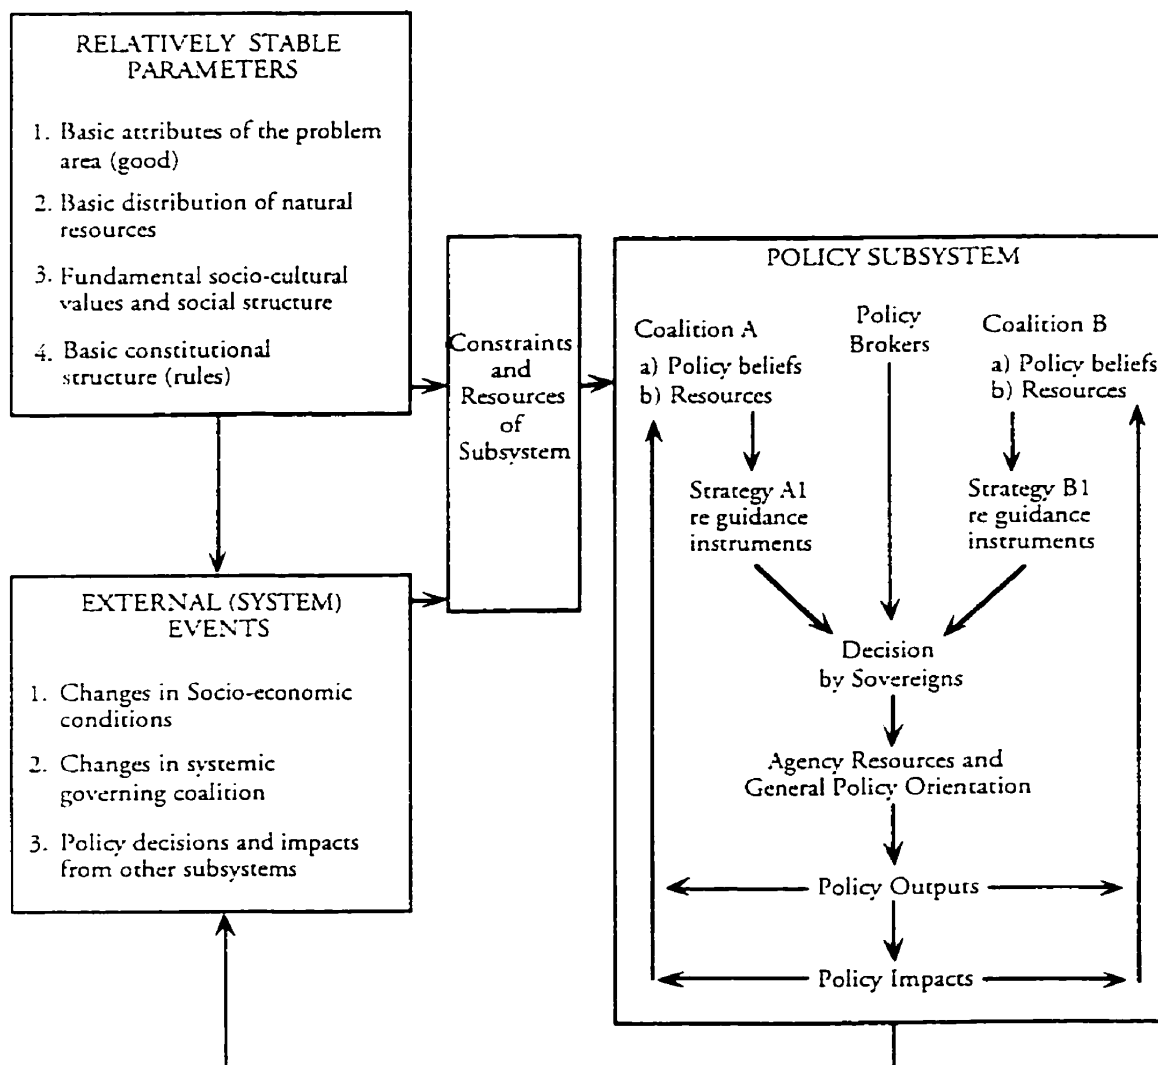 RELATIVELY STABLE
PARAMETERS
1. Basic attributes of the problem
area (good)
2. Basic distribution of natural
resources
3. Fundamental socio-cultural
values and social structure
4. Basic constitutional
structure (rules)
EXTERNAL (SYSTEM)
EVENTS
1. Changes in Socio-economic
conditions
2. Changes in systemic
governing coalition
3. Policy decisions and impacts
from other subsystems
Constraints
and
Resources
of
Subsystem
POLICY SUBSYSTEM
Coalition A
a) Policy beliefs
b) Resources
Policy
Brokers
Coalition B
a) Policy beliefs
b) Resources
Strategy A1
re guidance
instruments
Strategy B1
re guidance
instruments
Decision
by Sovereigns
Agency Resources and
General Policy Orientation
Policy Outputs
Policy Impacts